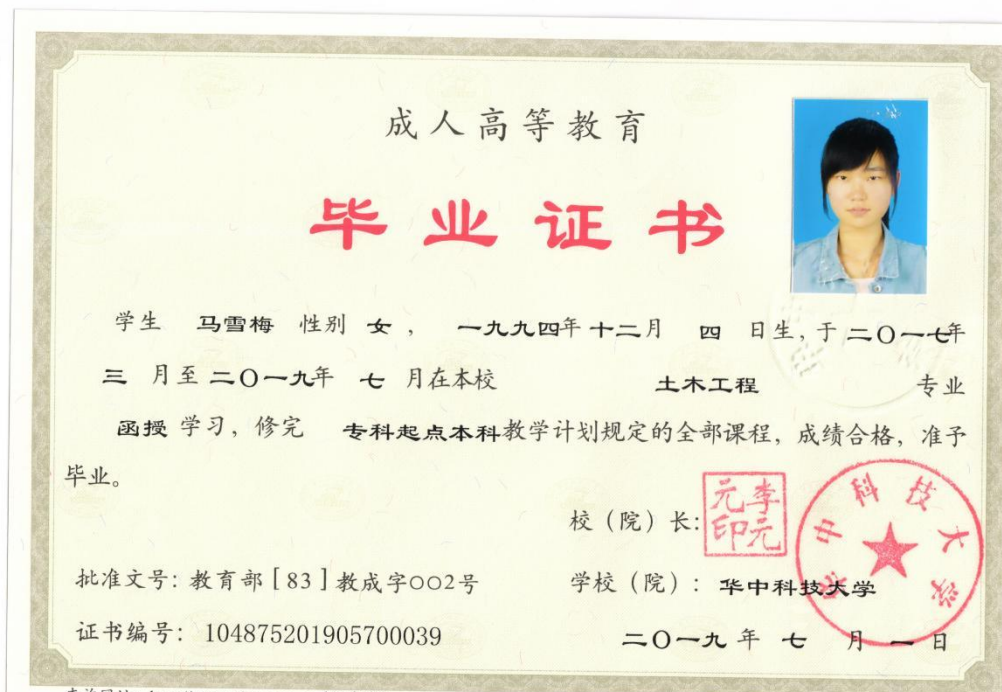 成人高等教育
毕业证书
学生 马雪梅 性别 女， 一九九四年十二月 四 日生，于二〇一七年
三 月至二〇一九年 七 月在本校 土木工程 专业
函授 学习，修完 专科起点本科教学计划规定的全部课程，成绩合格，准予
毕业。
校（院）长：
李元元印
批准文号：教育部［83］教成字〇〇2号
学校（院）：华中科技大学
华中科技大学
证书编号：104875201905700039
二〇一九 年 七 月 一 日